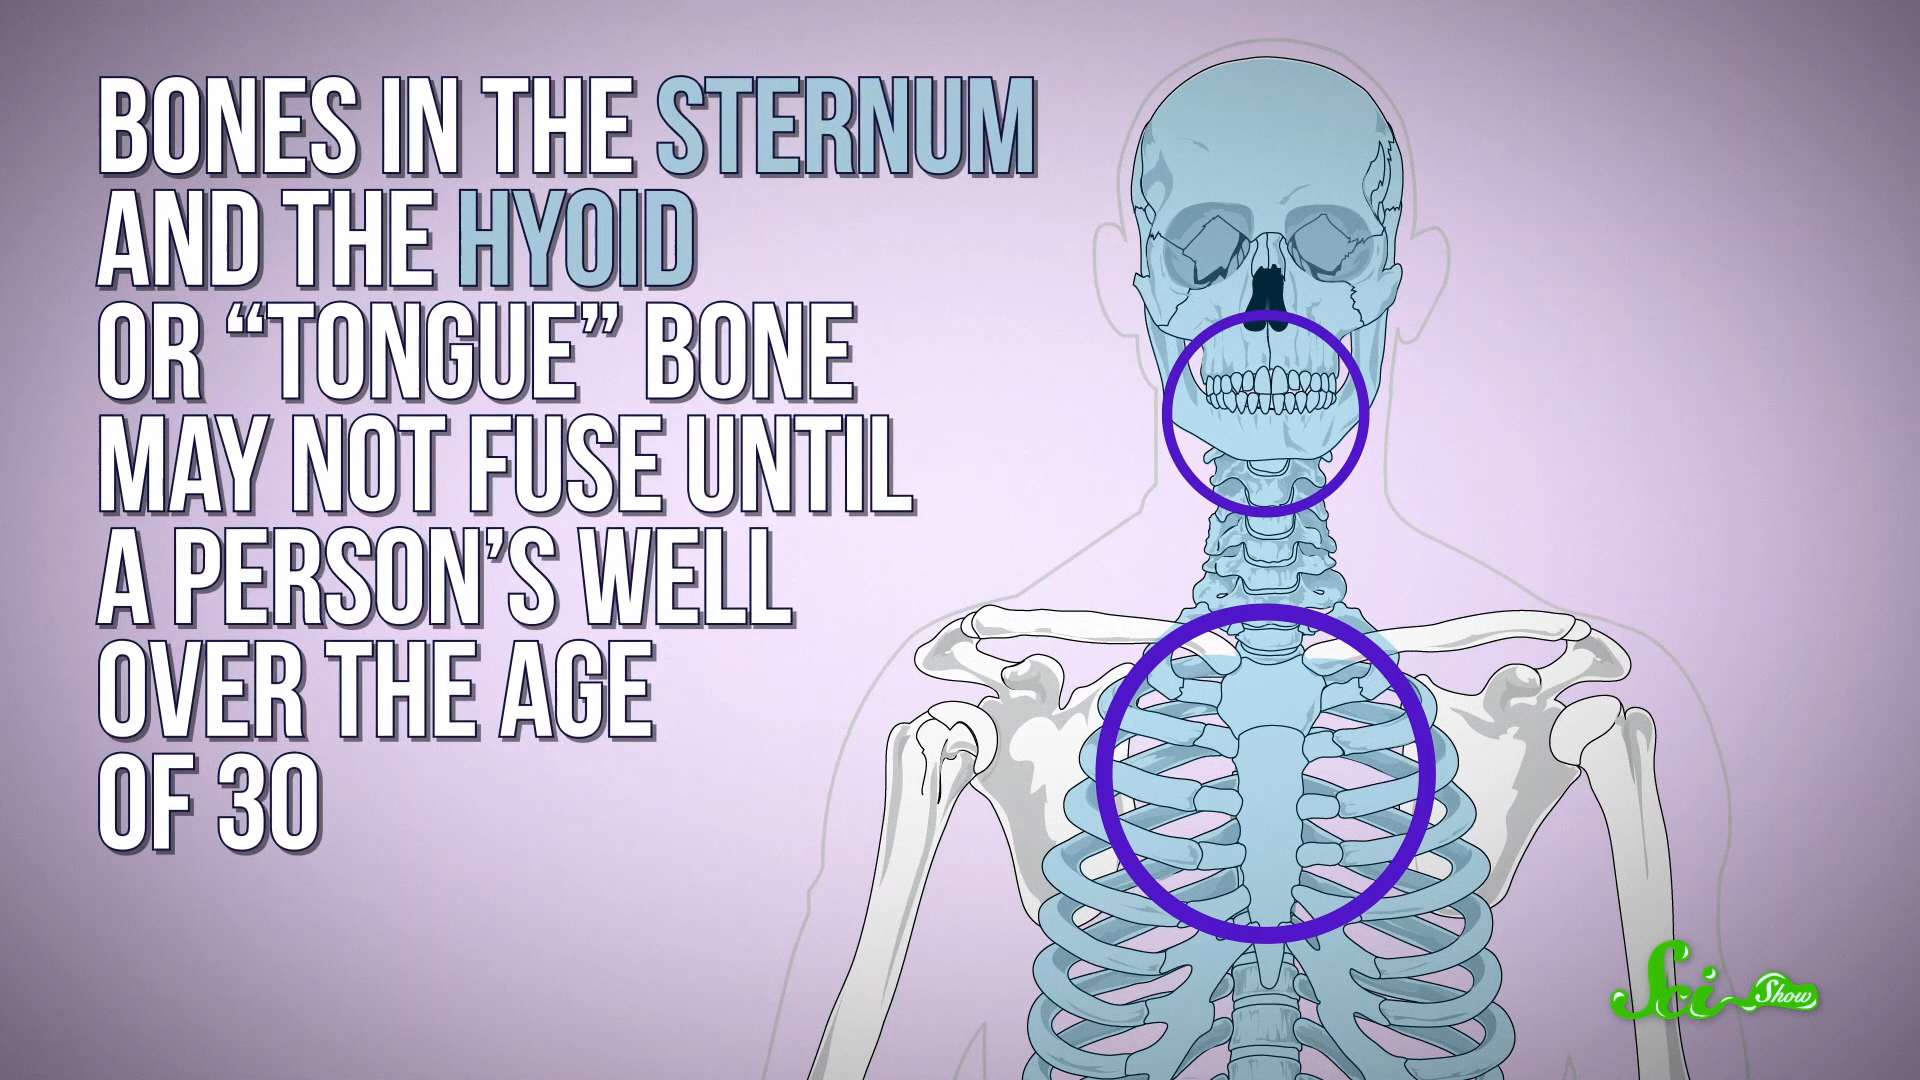 BONES IN THE STERNUM
AND THE HYOID
OR “TONGUE” BONE
MAY NOT FUSE UNTIL
A PERSON’S WELL
OVER THE AGE
OF 30
Sci Show